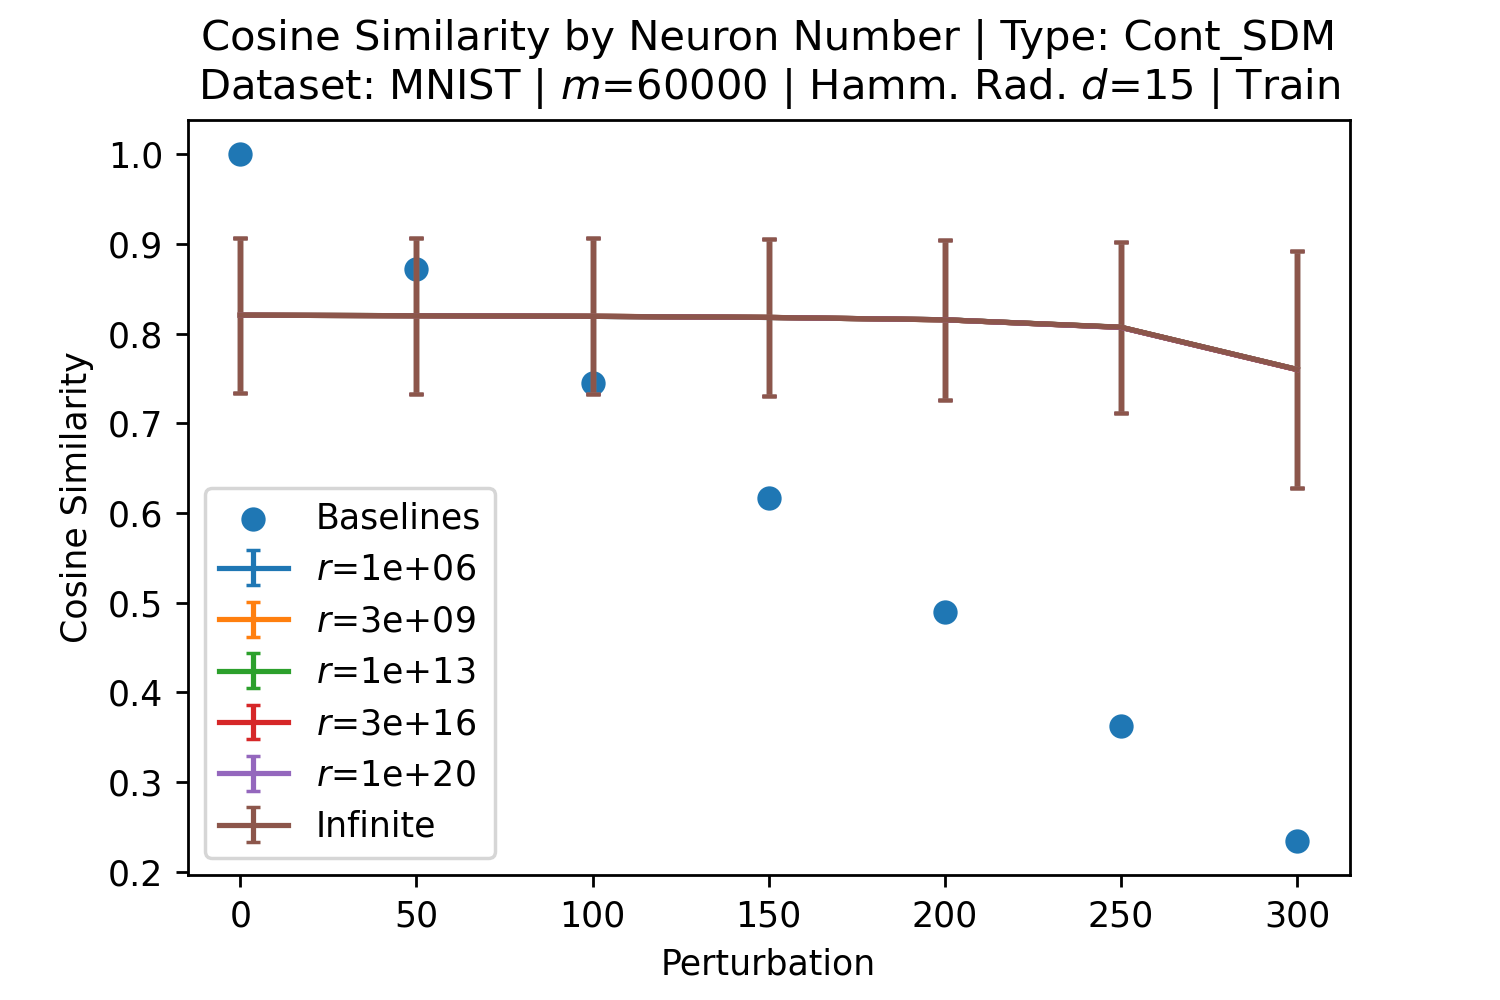 Cosine Similarity by Neuron Number | Type: Cont_SDM
Dataset: MNIST | m=60000 | Hamm. Rad. d=15 | Train
Cosine Similarity
1.0
0.9
0.8
0.7
0.6
0.5
0.4
0.3
0.2
Baselines
r=1e+06
r=3e+09
r=1e+13
r=3e+16
r=1e+20
Infinite
0 50 100 150 200 250 300
Perturbation